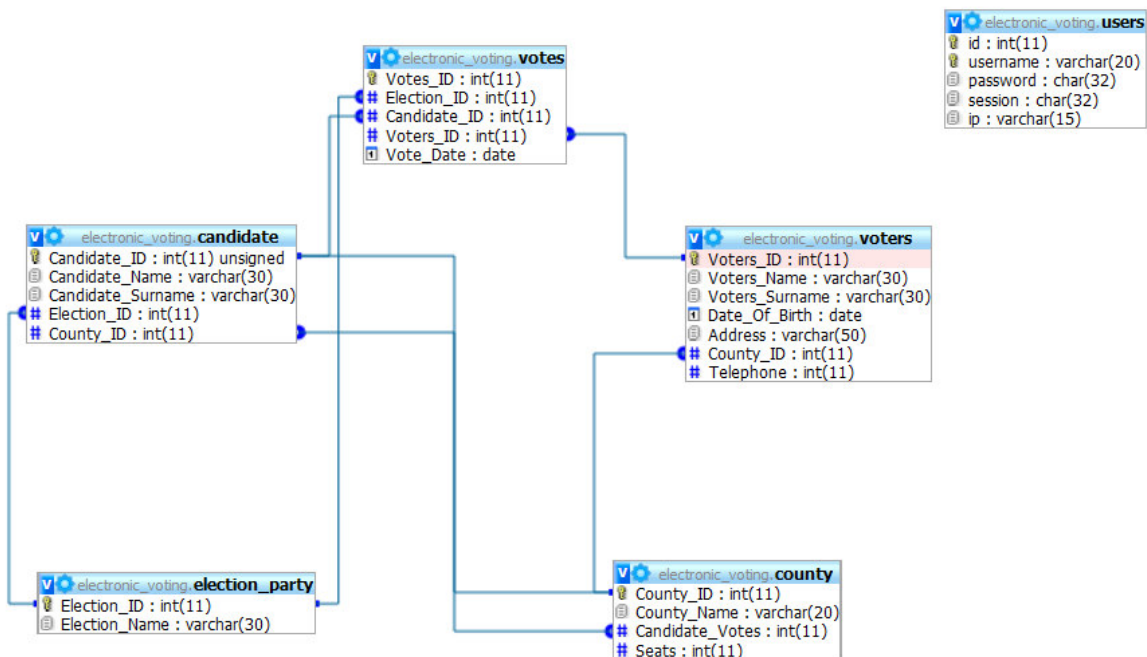 electronic_voting.users
id : int(11)
username : varchar(20)
password : char(32)
session : char(32)
ip : varchar(15)
electronic_voting.votes
Votes_ID : int(11)
Election_ID : int(11)
Candidate_ID : int(11)
Voters_ID : int(11)
Vote_Date : date
electronic_voting.candidate
Candidate_ID : int(11) unsigned
Candidate_Name : varchar(30)
Candidate_Surname : varchar(30)
Election_ID : int(11)
County_ID : int(11)
electronic_voting.voters
Voters_ID : int(11)
Voters_Name : varchar(30)
Voters_Surname : varchar(30)
Date_Of_Birth : date
Address : varchar(50)
County_ID : int(11)
Telephone : int(11)
electronic_voting.election_party
Election_ID : int(11)
Election_Name : varchar(30)
electronic_voting.county
County_ID : int(11)
County_Name : varchar(20)
Candidate_Votes : int(11)
Seats : int(11)